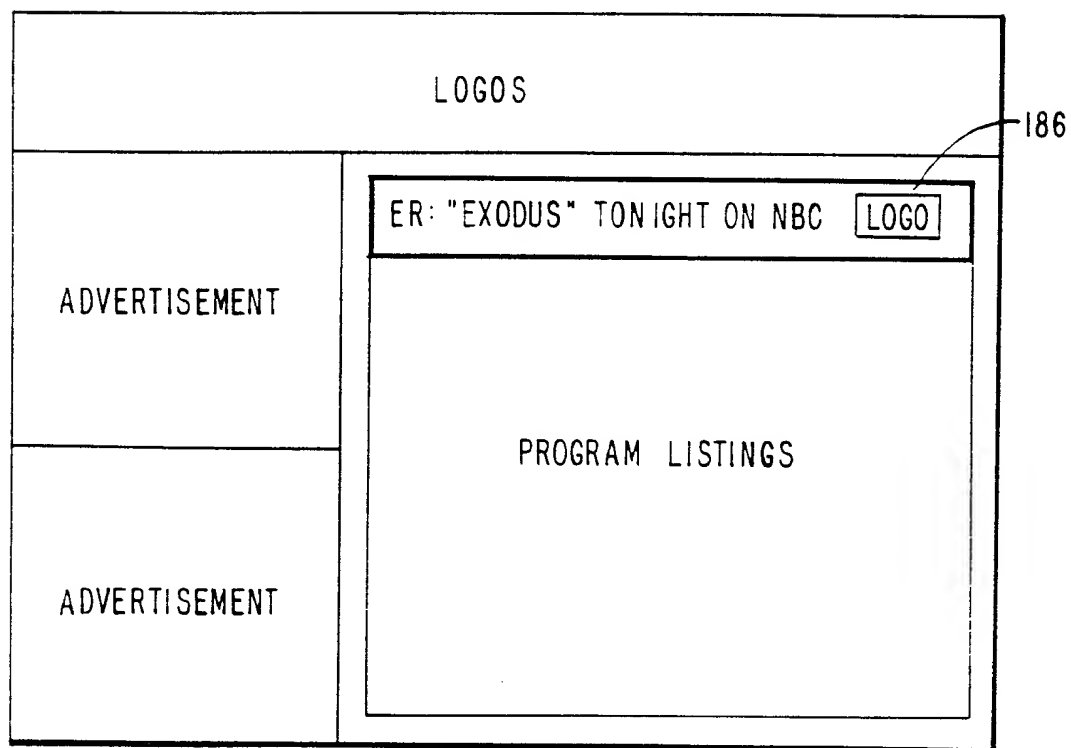 LOGOS
186
ER: "EXODUS" TONIGHT ON NBC LOGO
ADVERTISEMENT
PROGRAM LISTINGS
ADVERTISEMENT